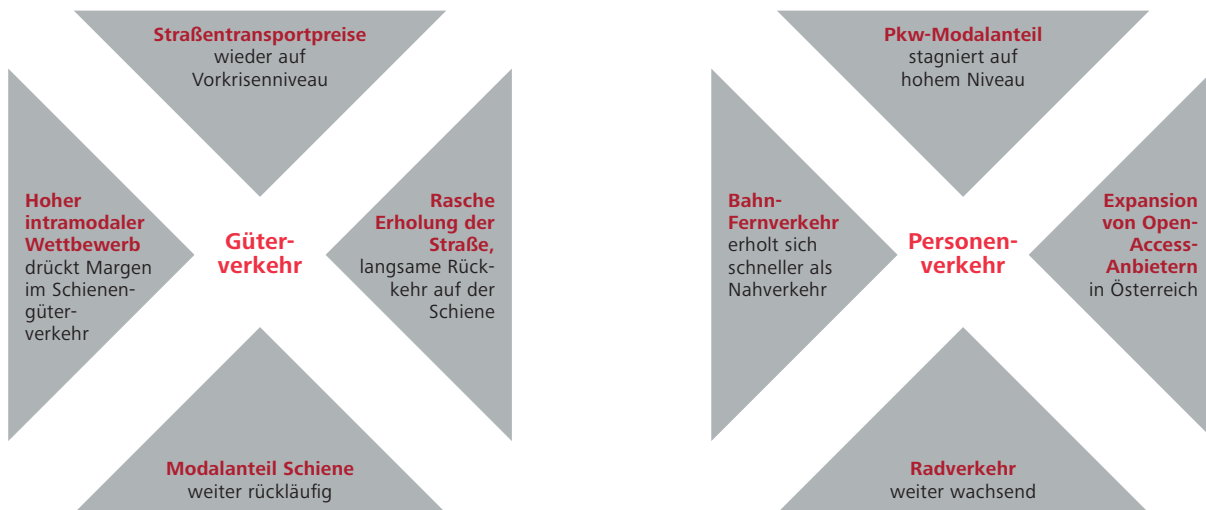 Straßentransportpreise
wieder auf
Vorkrisenniveau
Hoher
intramodaler
Wettbewerb
drückt Margen
im Schienen-
güter-
verkehr
Güter-
verkehr
Rasche
Erholung der
Straße,
langsame Rück-
kehr auf der
Schiene
Modalanteil Schiene
weiter rückläufig
Pkw-Modalanteil
stagniert auf
hohem Niveau
Bahn-
Fernverkehr
erholt sich
schneller als
Nahverkehr
Personen-
verkehr
Expansion
von Open-
Access-
Anbietern
in Österreich
Radverkehr
weiter wachsend